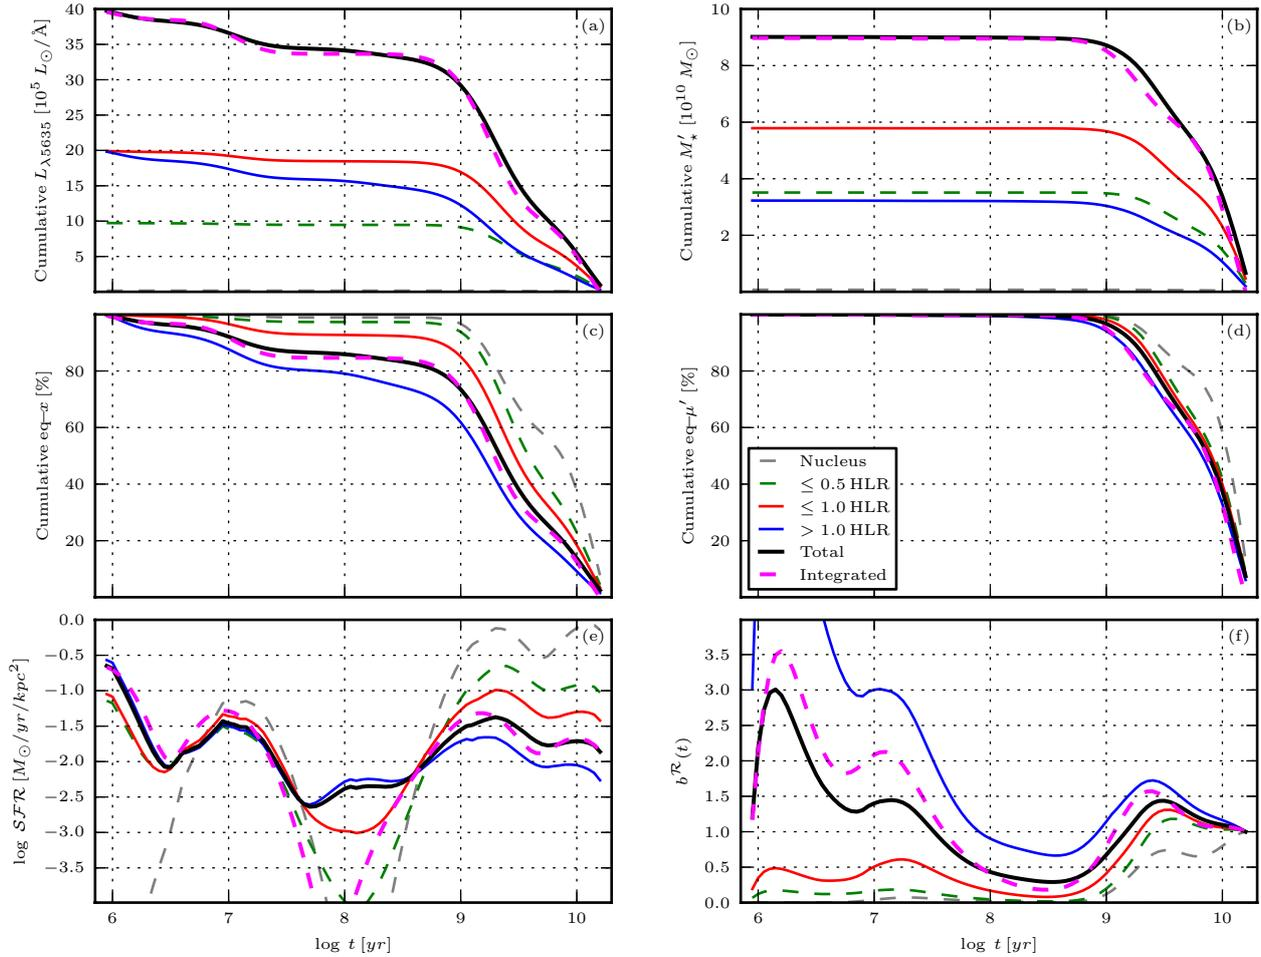 40
35
30
25
20
15
10
5
Cumulative L_λ5635 [10^5 L_⊙/Å]
(a)
10
8
6
4
2
Cumulative M′_⋆ [10^10 M_⊙]
(b)
80
60
40
20
Cumulative eq–x [%]
(c)
80
60
40
20
Cumulative eq–μ′ [%]
(d)
Nucleus
≤ 0.5 HLR
≤ 1.0 HLR
> 1.0 HLR
Total
Integrated
0.0
−0.5
−1.0
−1.5
−2.0
−2.5
−3.0
−3.5
log 𝒮ℱℛ [M_⊙/yr/kpc^2]
(e)
6 7 8 9 10
log t [yr]
3.5
3.0
2.5
2.0
1.5
1.0
0.5
0.0
b^ℛ(t)
(f)
6 7 8 9 10
log t [yr]